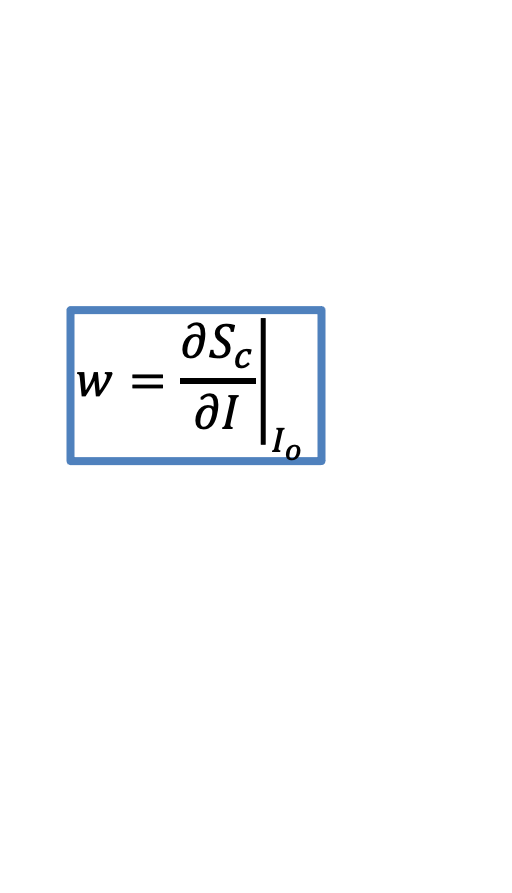 w = ∂S_c/∂I |_{I_o}